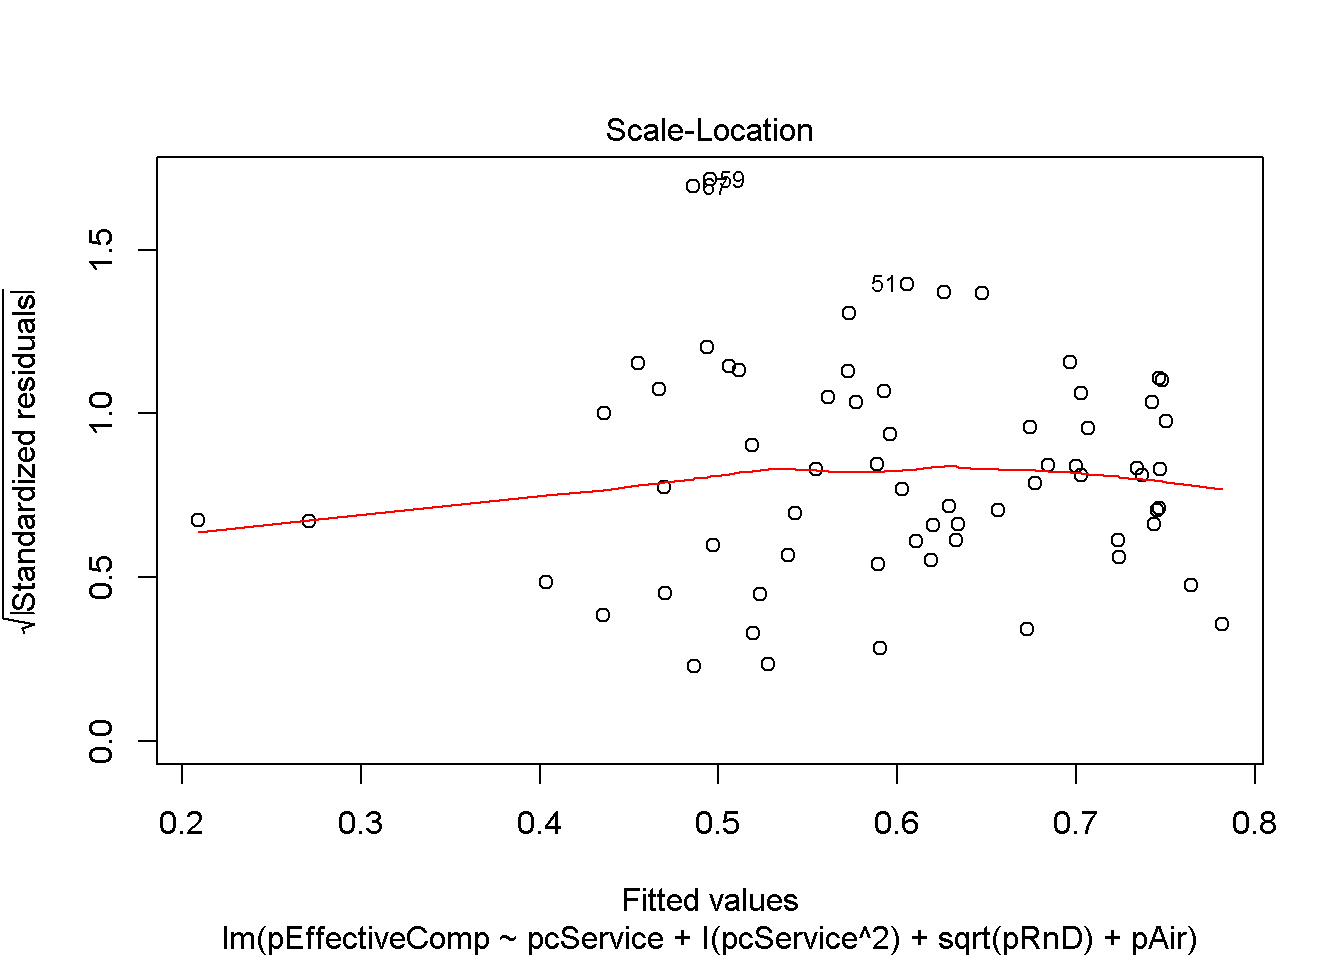 Scale-Location
59
67
51
1.5
1.0
0.5
0.0
√|Standardized residuals|
0.2 0.3 0.4 0.5 0.6 0.7 0.8
Fitted values
lm(pEffectiveComp ~ pcService + I(pcService^2) + sqrt(pRnD) + pAir)